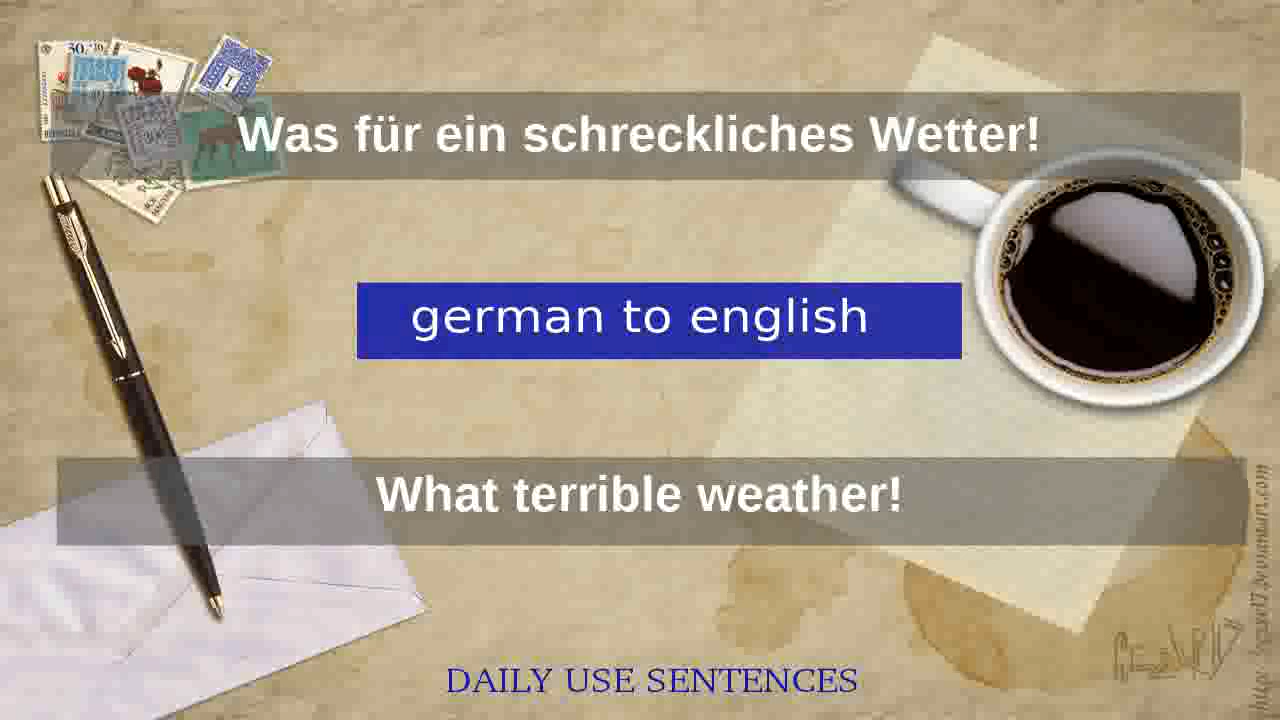 Was für ein schreckliches Wetter!
german to english
What terrible weather!
DAILY USE SENTENCES